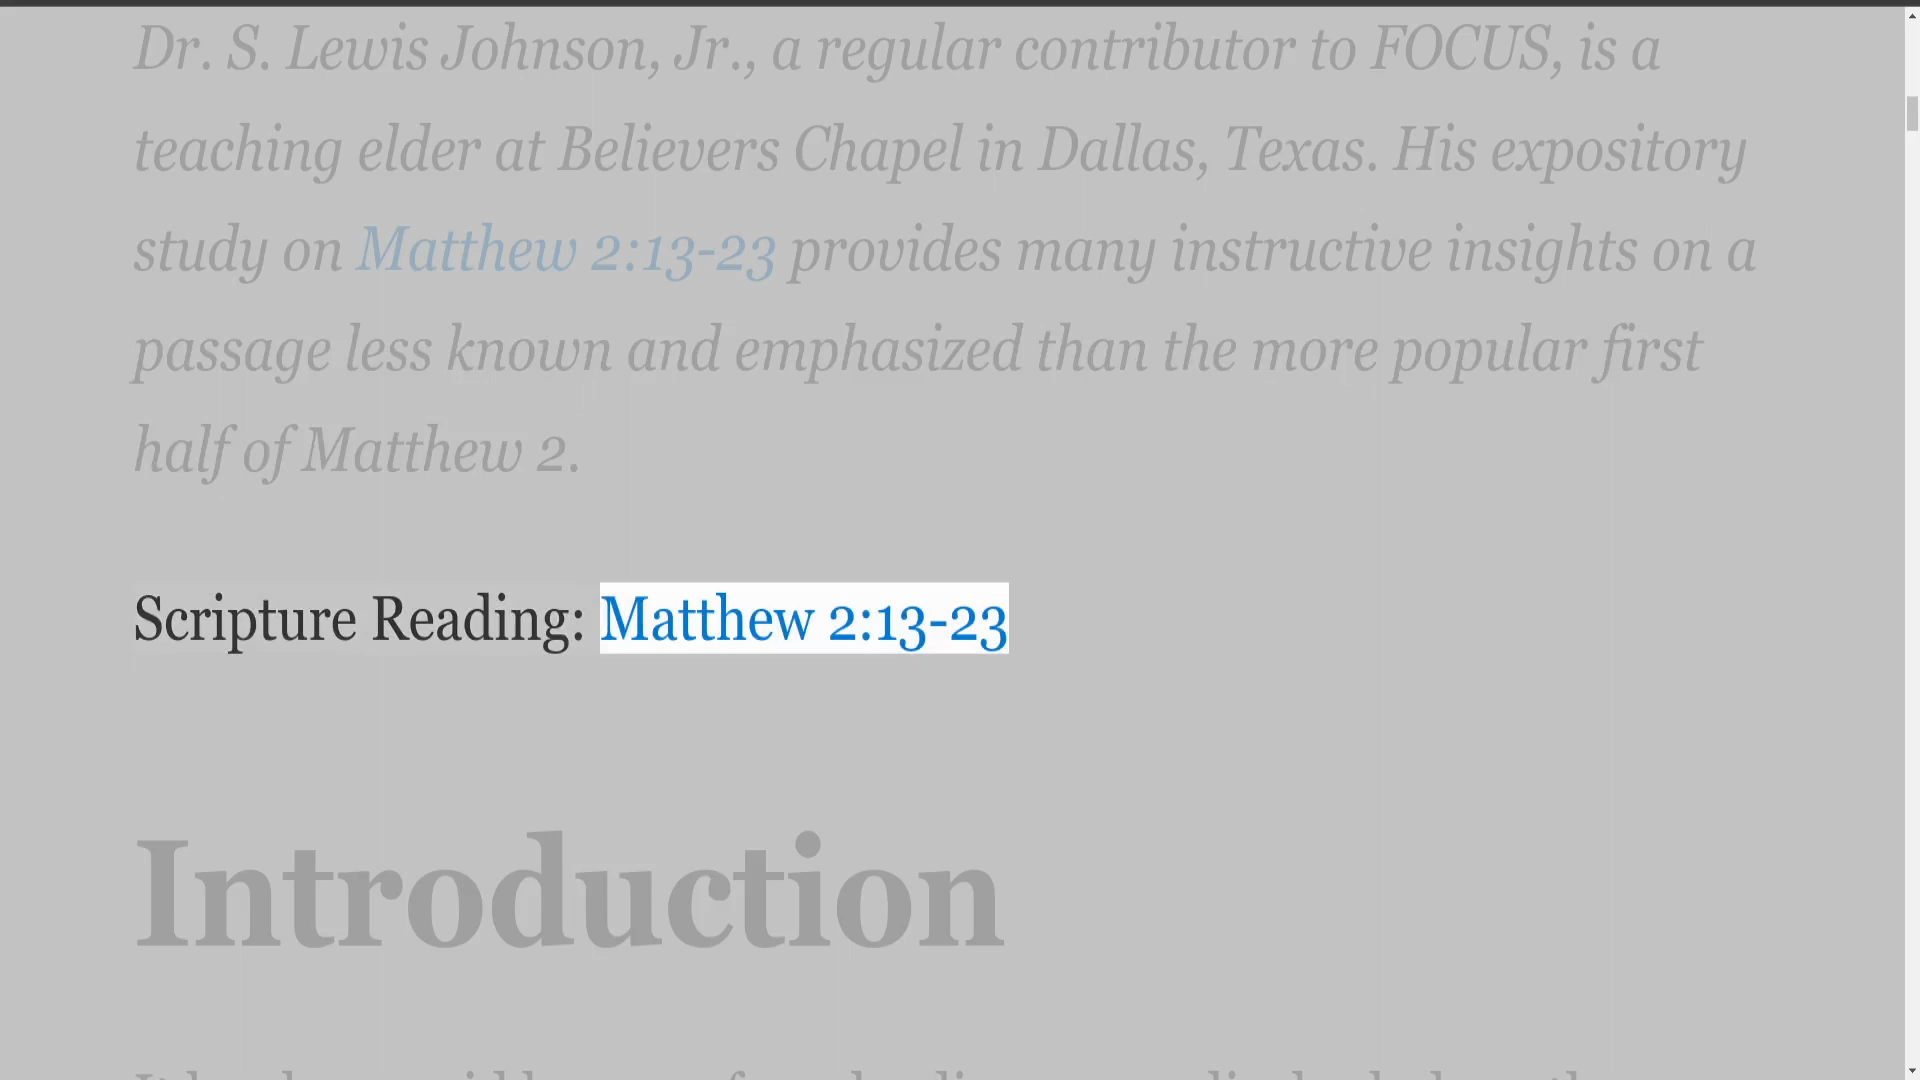 Dr. S. Lewis Johnson, Jr., a regular contributor to FOCUS, is a
teaching elder at Believers Chapel in Dallas, Texas. His expository
study on Matthew 2:13-23 provides many instructive insights on a
passage less known and emphasized than the more popular first
half of Matthew 2.
Scripture Reading: Matthew 2:13-23
Introduction